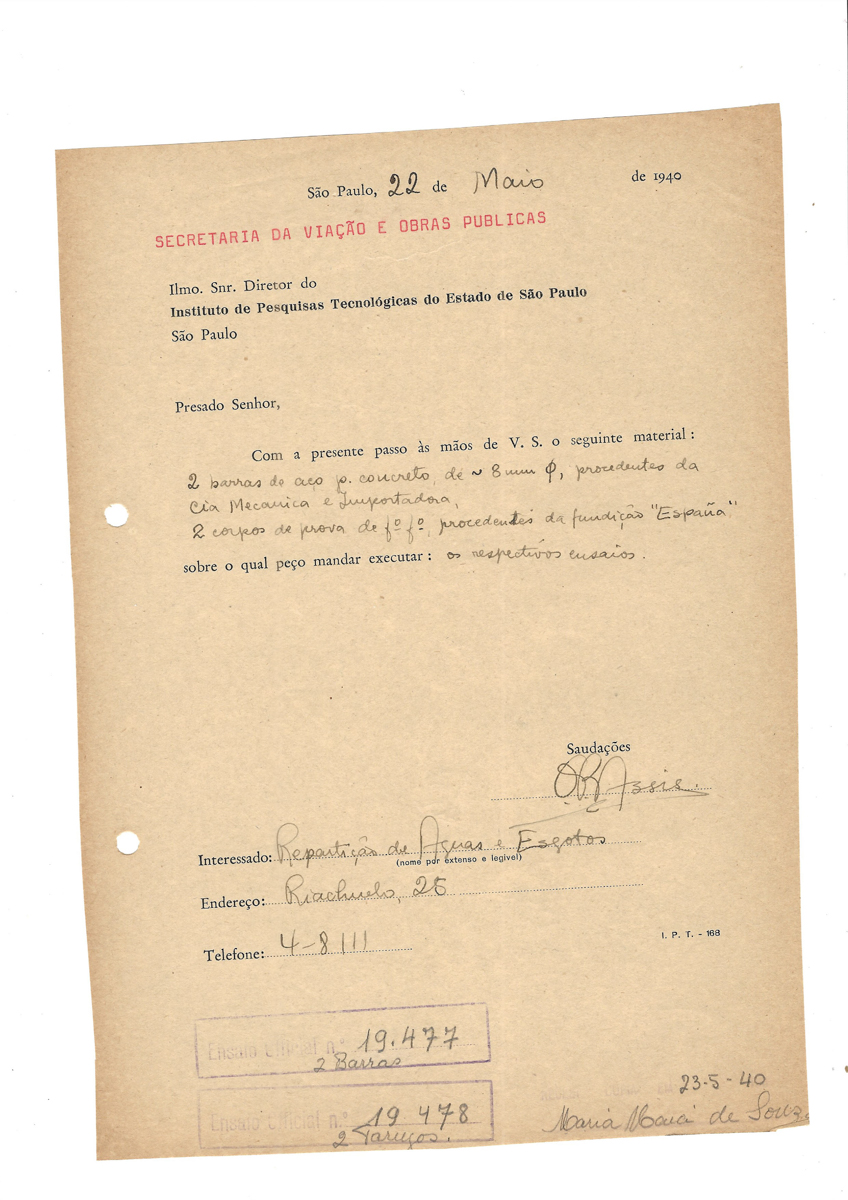 São Paulo, 22 de Maio de 1940
SECRETARIA DA VIAÇÃO E OBRAS PUBLICAS
Ilmo. Snr. Diretor do
Instituto de Pesquisas Tecnológicas do Estado de São Paulo
São Paulo
Presado Senhor,
Com a presente passo às mãos de V. S. o seguinte material :
2 barras de aço p. concreto, de ~ 8 mm ϕ, procedentes da
Cia Mecanica e Importadora,
2 corpos de prova de fº fº, procedentes da fundição "España"
sobre o qual peço mandar executar : os respectivos ensaios.
Saudações
Assis.
Interessado: Repartição de Aguas e Esgotos
(nome por extenso e legivel)
Endereço: Riachuelo, 25
Telefone: 4-8111
I. P. T. - 168
Ensaio Official n.º 19.477
2 Barras
Ensaio Official n.º 19 478
2 Tarugos.
23-5-40
Maria de Souz